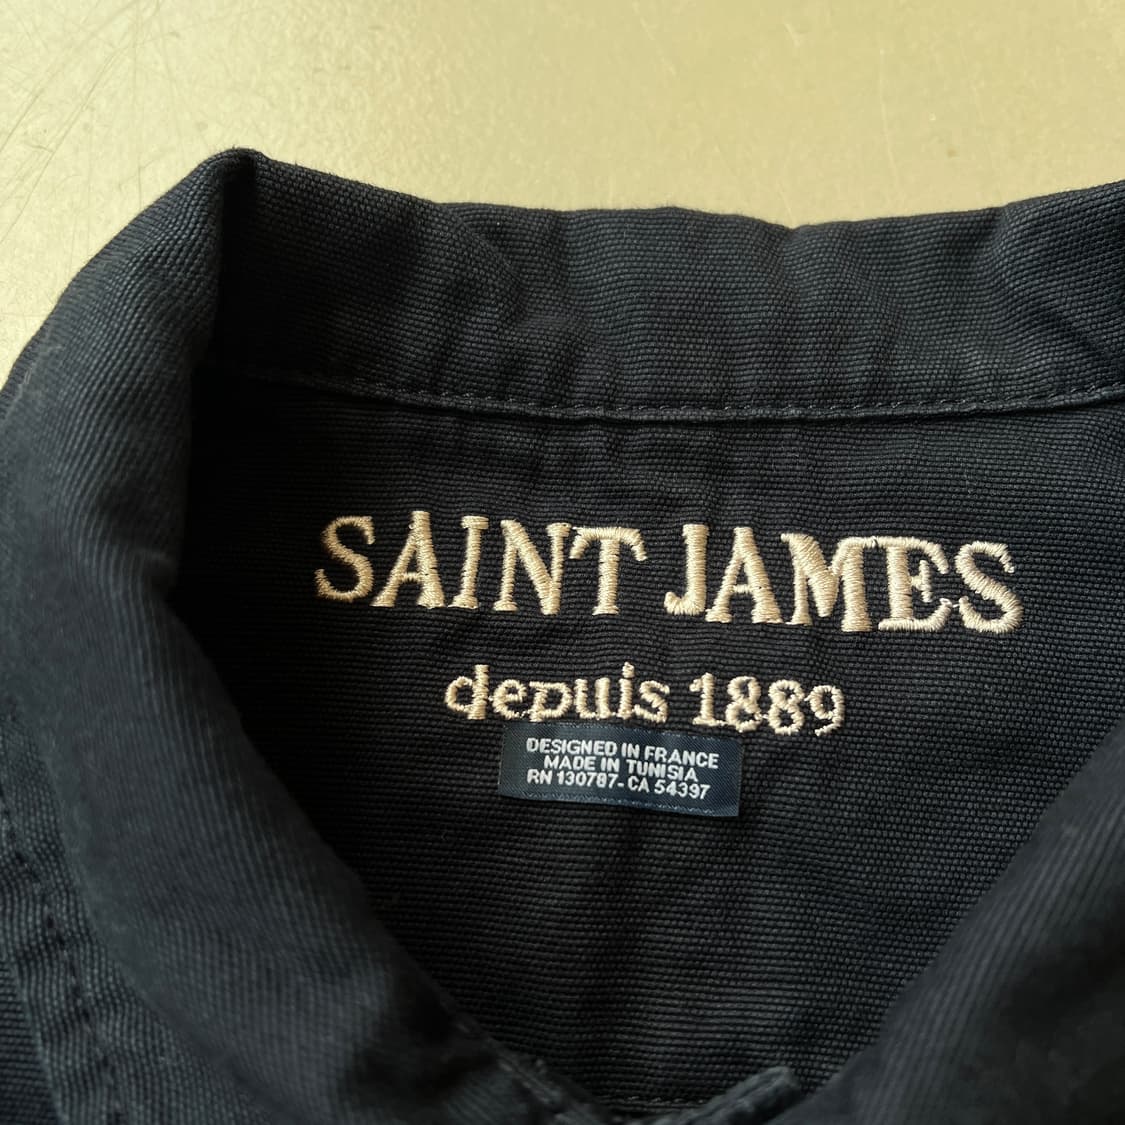 SAINT JAMES
depuis 1889
DESIGNED IN FRANCE
MADE IN TUNISIA
RN 130787- CA 54397